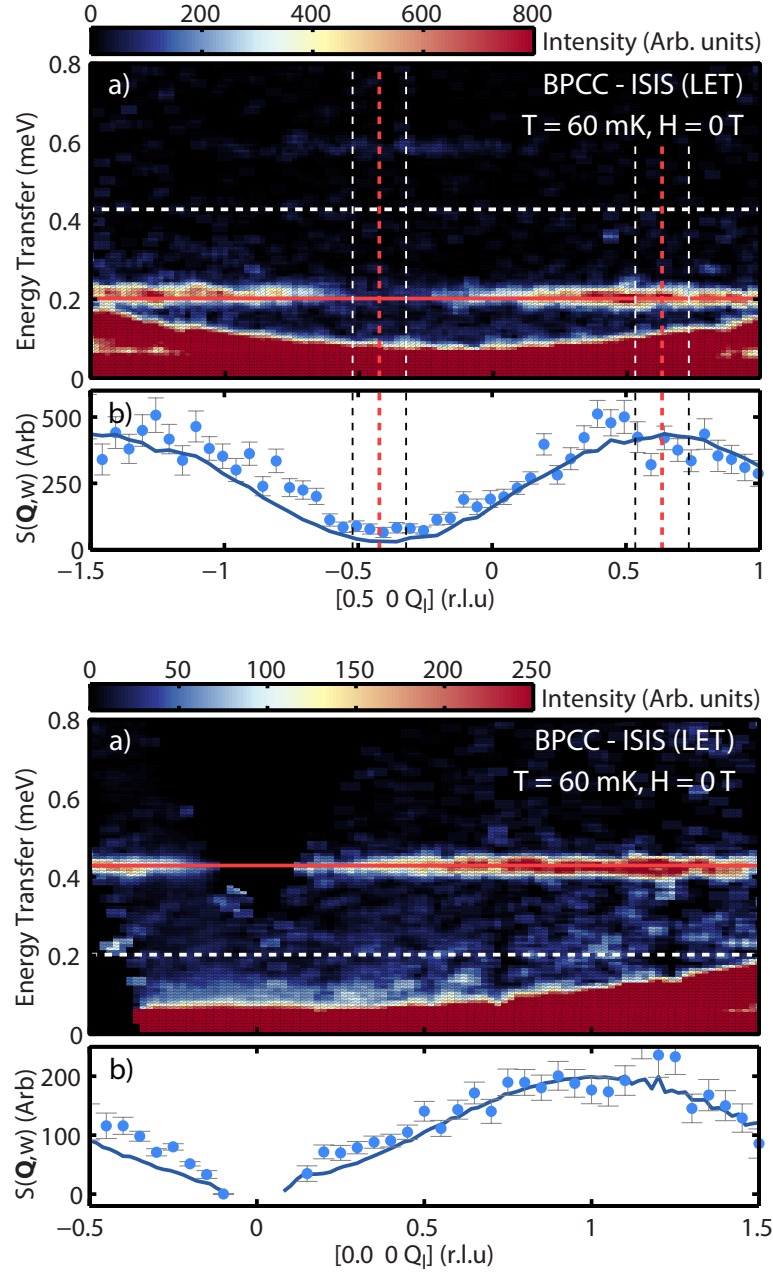 0 200 400 600 800
Intensity (Arb. units)
a)
BPCC - ISIS (LET)
T = 60 mK, H = 0 T
Energy Transfer (meV)
0.8
0.6
0.4
0.2
0
b)
S(Q,w) (Arb)
500
250
0
−1.5 −1 −0.5 0 0.5 1
[0.5 0 Ql] (r.l.u)
0 50 100 150 200 250
Intensity (Arb. units)
a)
BPCC - ISIS (LET)
T = 60 mK, H = 0 T
Energy Transfer (meV)
0.8
0.6
0.4
0.2
0
b)
S(Q,w) (Arb)
200
100
0
−0.5 0 0.5 1 1.5
[0.0 0 Ql] (r.l.u)